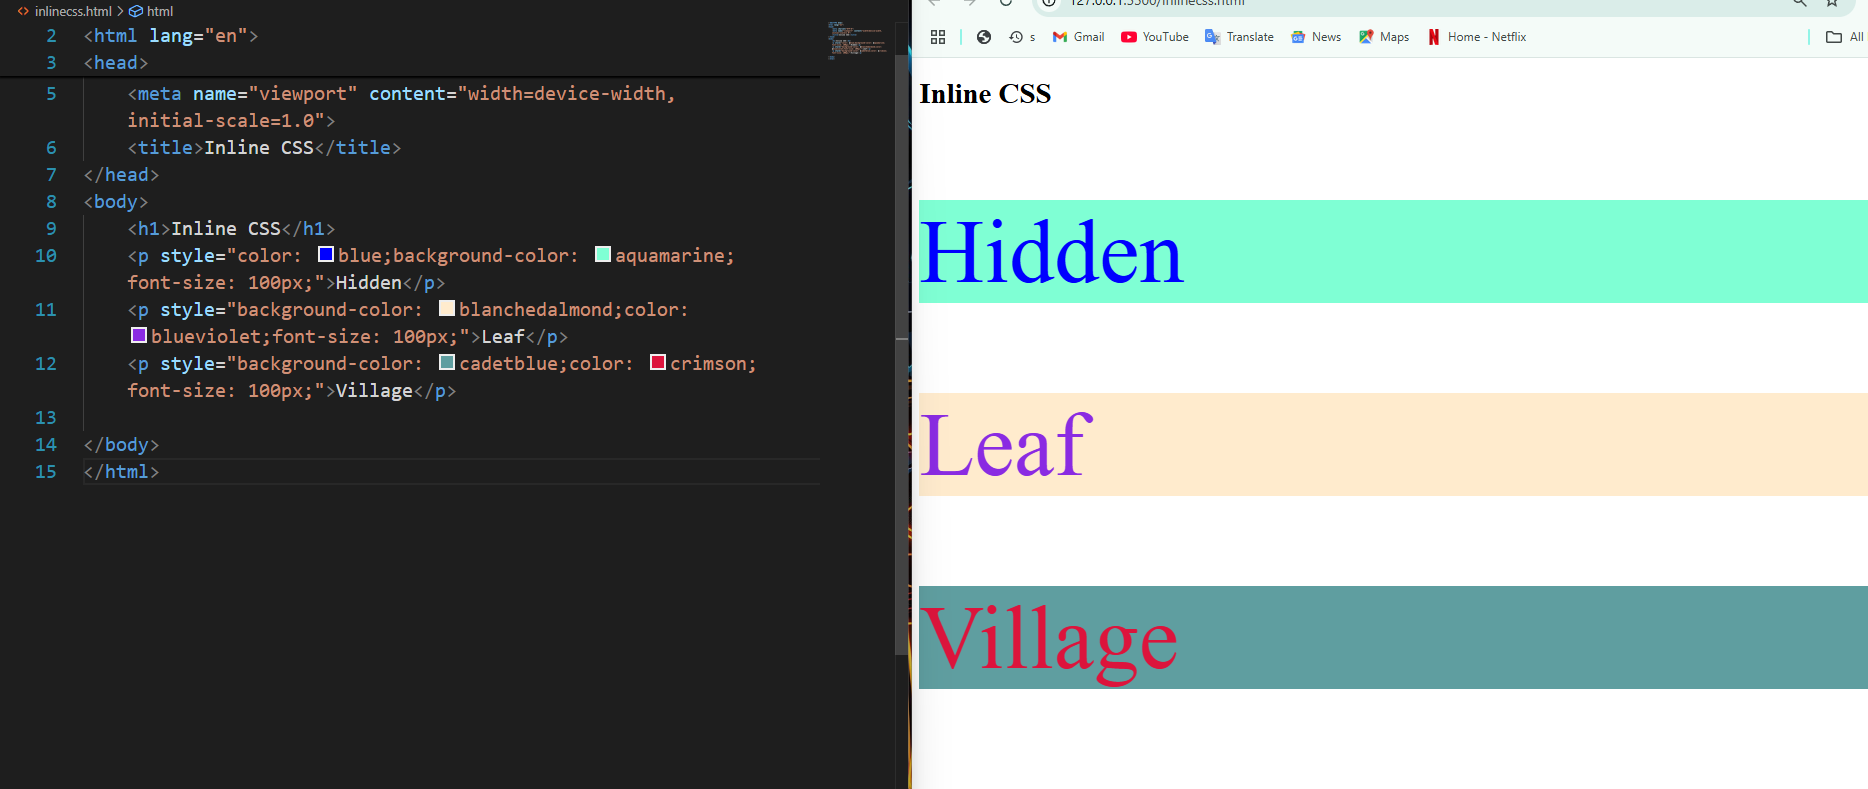 inlinecss.html > html
2 <html lang="en">
3 <head>
5 <meta name="viewport" content="width=device-width,
initial-scale=1.0">
6 <title>Inline CSS</title>
7 </head>
8 <body>
9 <h1>Inline CSS</h1>
10 <p style="color: blue;background-color: aquamarine;
font-size: 100px;">Hidden</p>
11 <p style="background-color: blanchedalmond;color:
blueviolet;font-size: 100px;">Leaf</p>
12 <p style="background-color: cadetblue;color: crimson;
font-size: 100px;">Village</p>
13
14 </body>
15 </html>
127.0.0.1:5500/inlinecss.html
s Gmail YouTube Translate News Maps Home - Netflix All
Inline CSS
Hidden
Leaf
Village